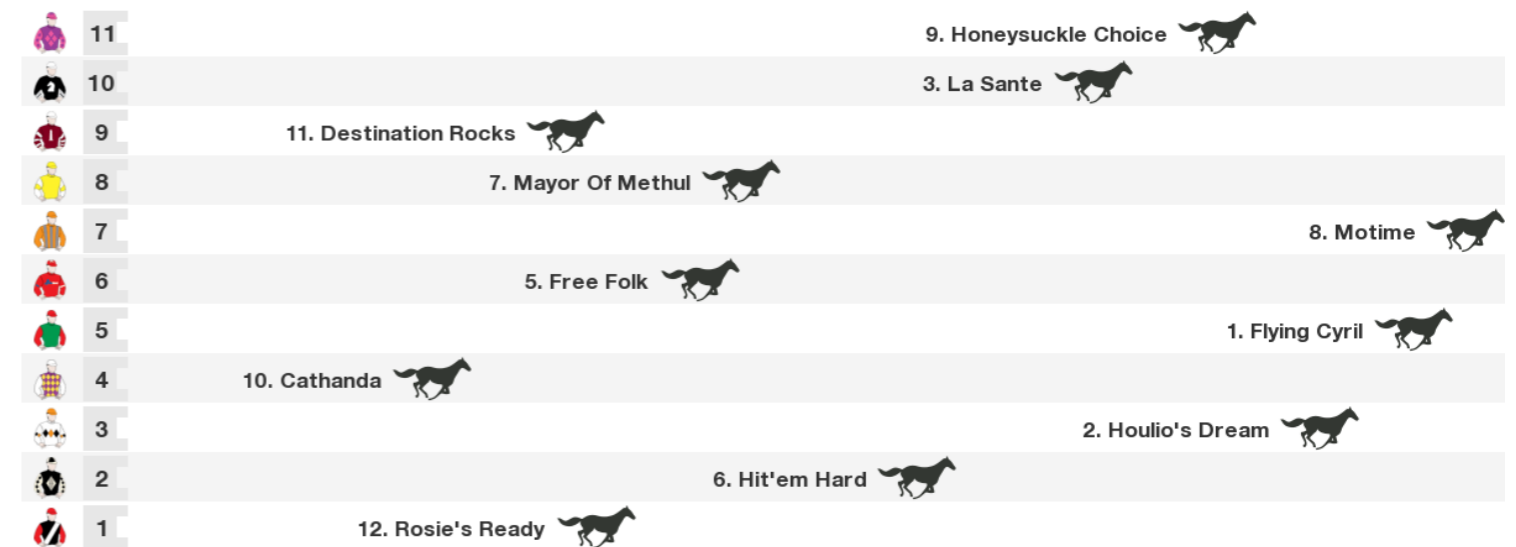 11 9. Honeysuckle Choice
10 3. La Sante
9 11. Destination Rocks
8 7. Mayor Of Methul
7 8. Motime
6 5. Free Folk
5 1. Flying Cyril
4 10. Cathanda
3 2. Houlio's Dream
2 6. Hit'em Hard
1 12. Rosie's Ready